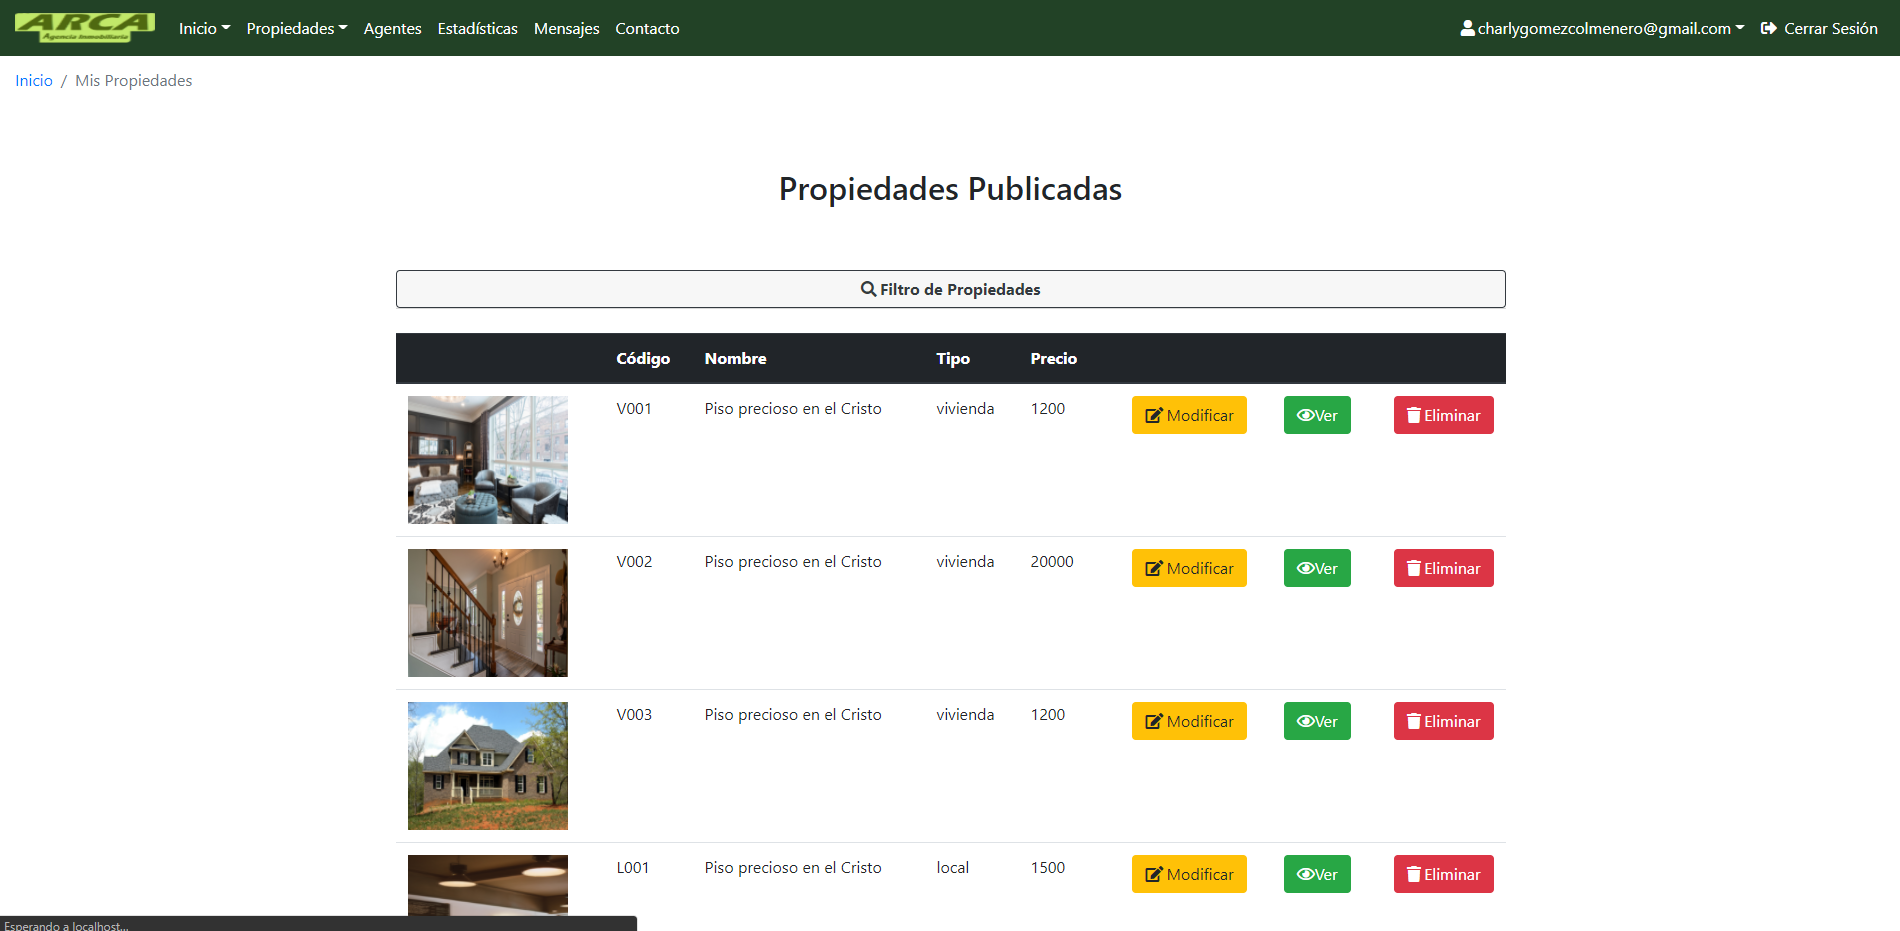 ARCA
Agencia Inmobiliaria
Inicio Propiedades Agentes Estadísticas Mensajes Contacto
charlygomezcolmenero@gmail.com Cerrar Sesión
Inicio / Mis Propiedades
Propiedades Publicadas
Filtro de Propiedades
Código Nombre Tipo Precio
V001 Piso precioso en el Cristo vivienda 1200 Modificar Ver Eliminar
V002 Piso precioso en el Cristo vivienda 20000 Modificar Ver Eliminar
V003 Piso precioso en el Cristo vivienda 1200 Modificar Ver Eliminar
L001 Piso precioso en el Cristo local 1500 Modificar Ver Eliminar
Esperando a localhost...